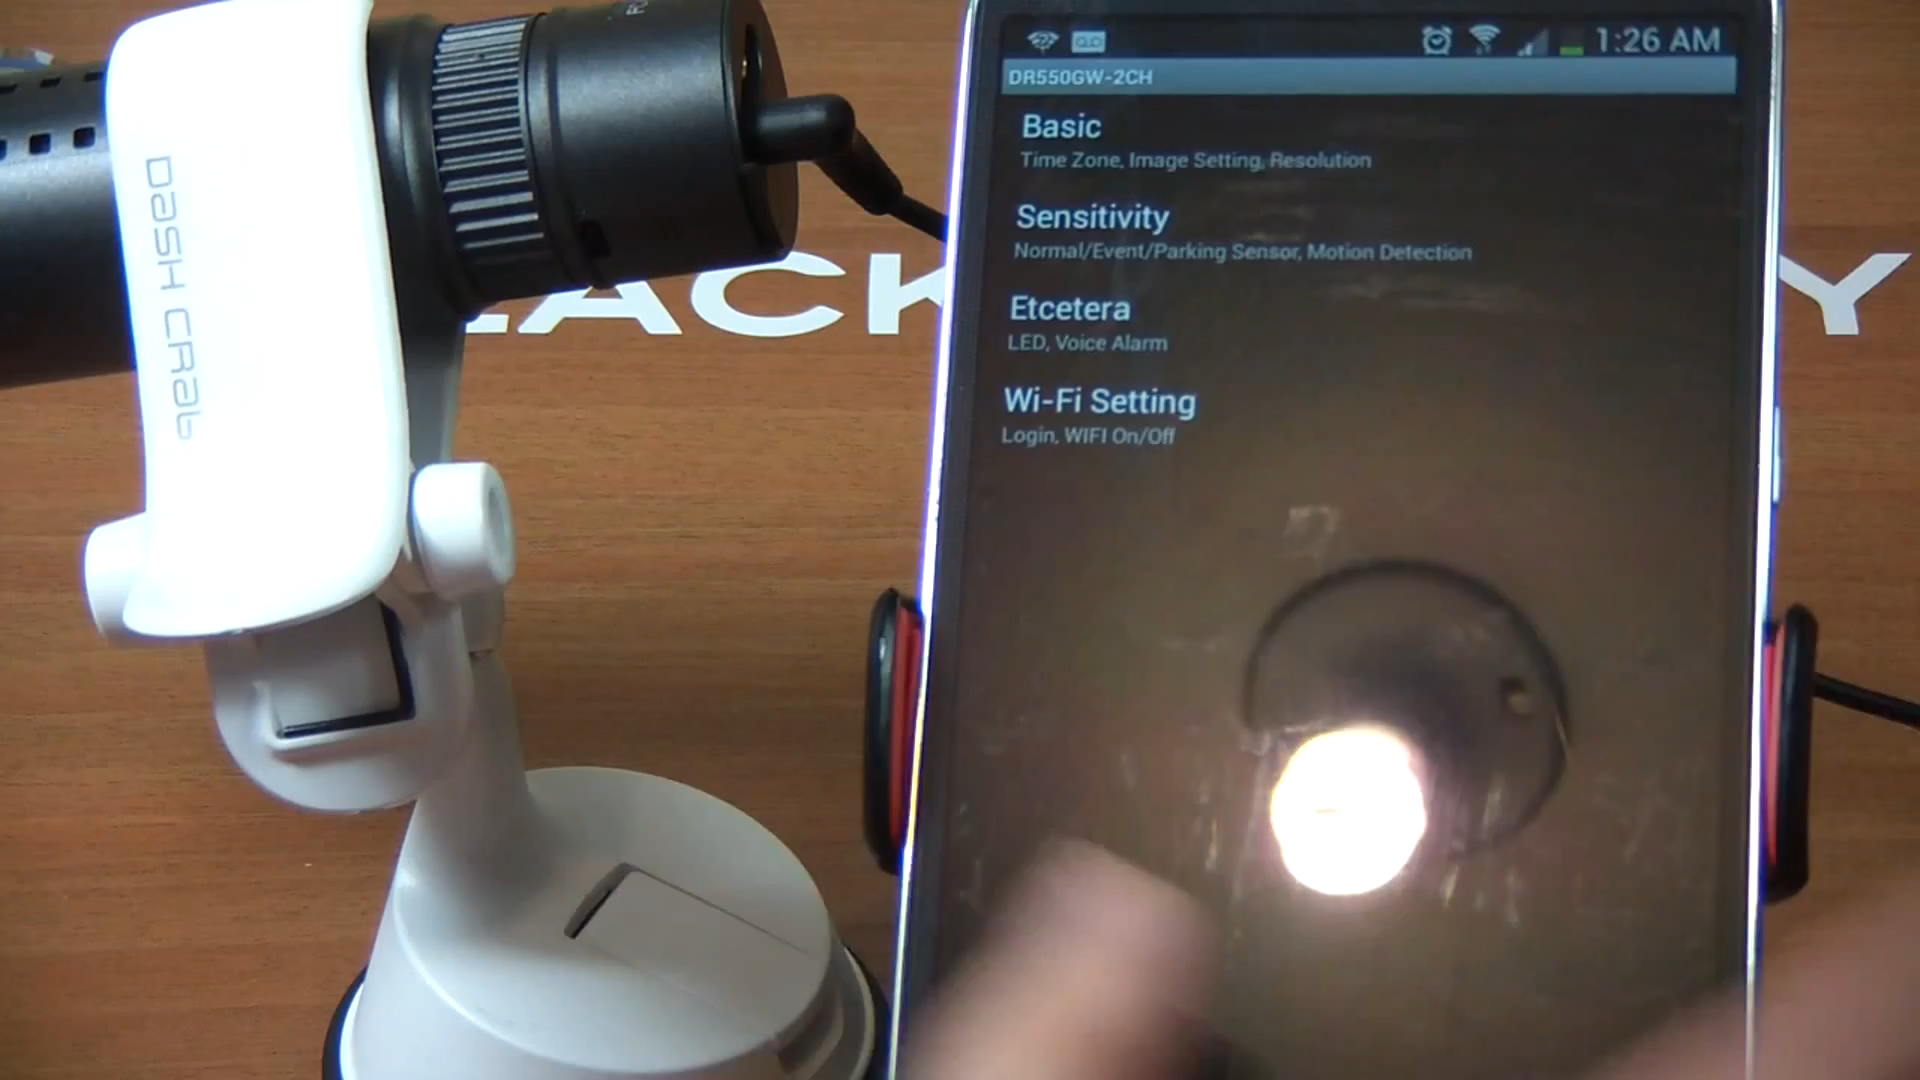 1:26 AM
DR550GW-2CH
Basic
Time Zone, Image Setting, Resolution
Sensitivity
Normal/Event/Parking Sensor, Motion Detection
Etcetera
LED, Voice Alarm
Wi-Fi Setting
Login, WIFI On/Off
DASH CRAB
LACK
Y